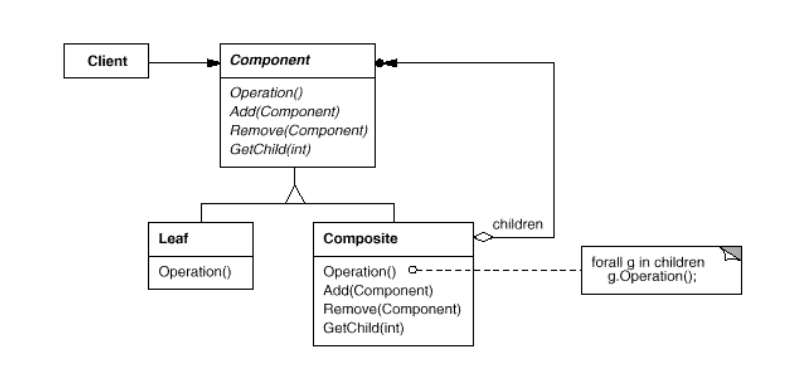 Client
Component
Operation()
Add(Component)
Remove(Component)
GetChild(int)
children
Leaf
Operation()
Composite
Operation()
Add(Component)
Remove(Component)
GetChild(int)
forall g in children
g.Operation();